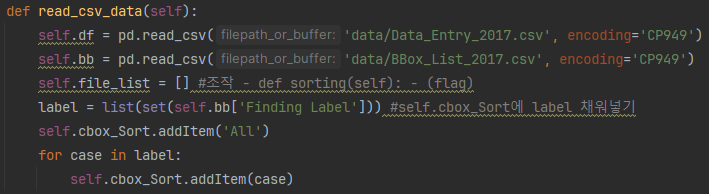 def read_csv_data(self):
self.df = pd.read_csv( filepath_or_buffer: 'data/Data_Entry_2017.csv', encoding='CP949')
self.bb = pd.read_csv( filepath_or_buffer: 'data/BBox_List_2017.csv', encoding='CP949')
self.file_list = [] #조작 - def sorting(self): - (flag)
label = list(set(self.bb['Finding Label'])) #self.cbox_Sort에 label 채워넣기
self.cbox_Sort.addItem('All')
for case in label:
self.cbox_Sort.addItem(case)